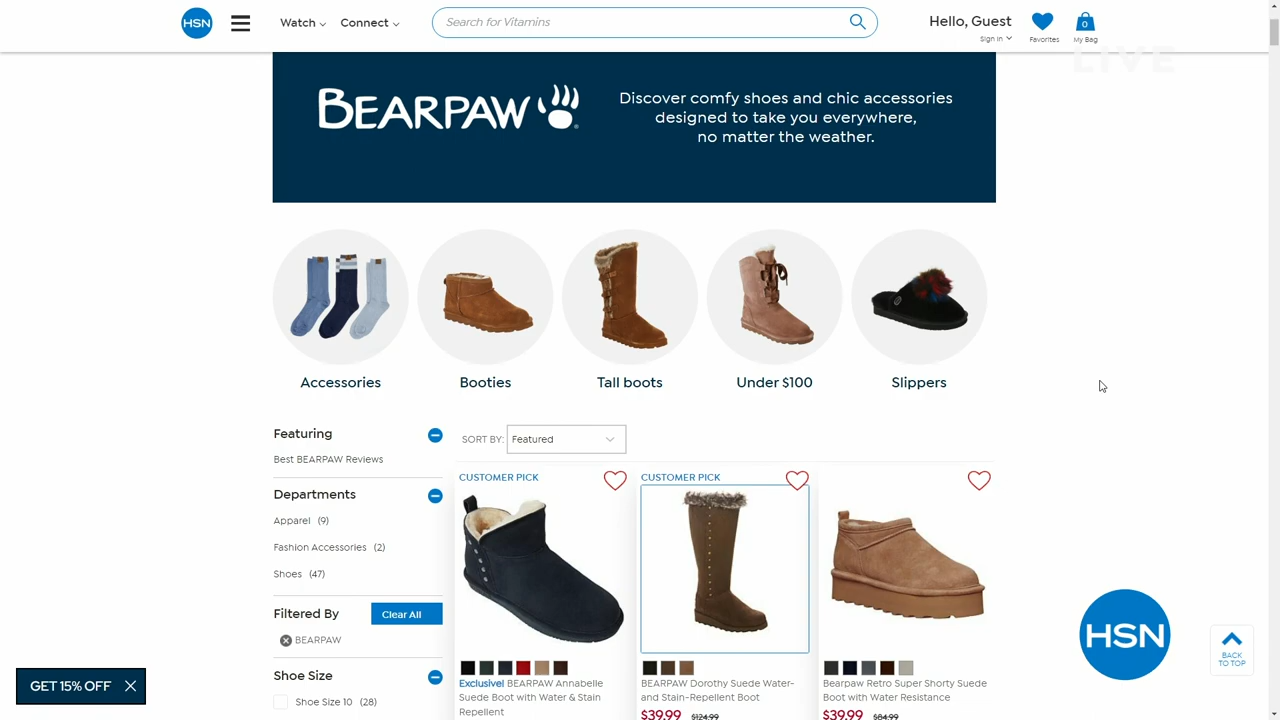 HSN
Watch
Connect
Search for Vitamins
Hello, Guest
Sign In
Favorites
0
My Bag
LIVE
BEARPAW
Discover comfy shoes and chic accessories
designed to take you everywhere,
no matter the weather.
Accessories
Booties
Tall boots
Under $100
Slippers
Featuring
Best BEARPAW Reviews
Departments
Apparel (9)
Fashion Accessories (2)
Shoes (47)
Filtered By
Clear All
BEARPAW
Shoe Size
Shoe Size 10 (28)
SORT BY: Featured
CUSTOMER PICK
Exclusive! BEARPAW Annabelle
Suede Boot with Water & Stain
Repellent
CUSTOMER PICK
BEARPAW Dorothy Suede Water-
and Stain-Repellent Boot
$39.99 $124.99
Bearpaw Retro Super Shorty Suede
Boot with Water Resistance
$39.99 $84.99
GET 15% OFF
HSN
BACK
TO TOP